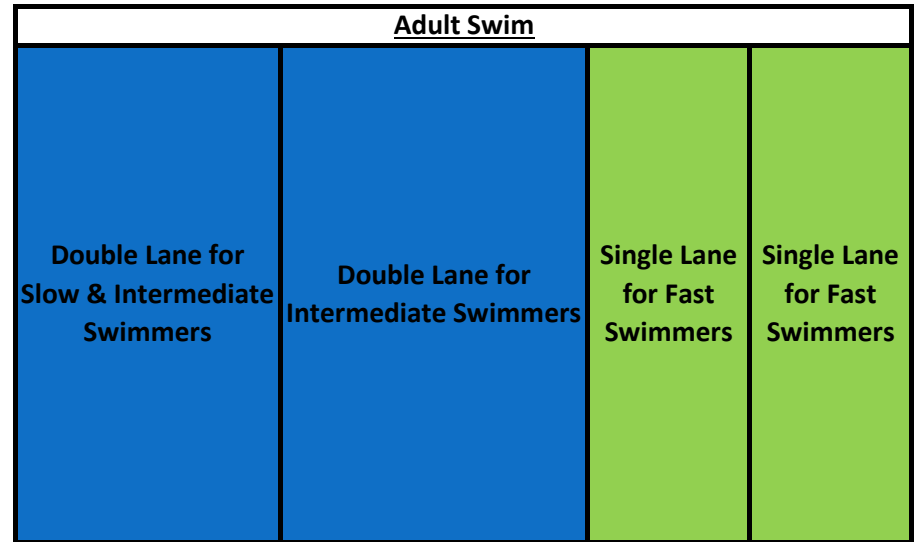 Adult Swim
Double Lane for
Slow & Intermediate
Swimmers
Double Lane for
Intermediate Swimmers
Single Lane
for Fast
Swimmers
Single Lane
for Fast
Swimmers